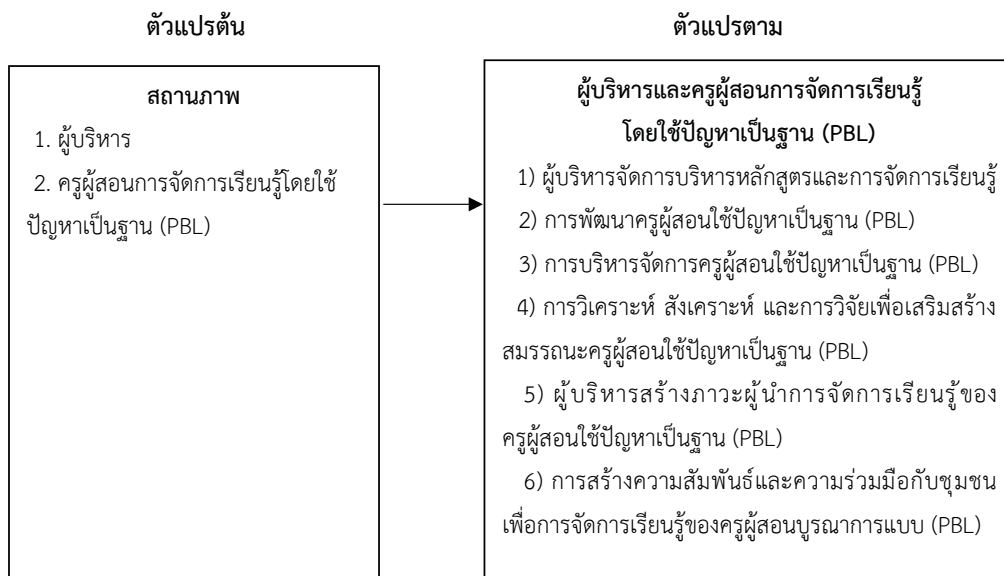 ตัวแปรต้น
สถานภาพ
1. ผู้บริหาร
2. ครูผู้สอนการจัดการเรียนรู้โดยใช้
ปัญหาเป็นฐาน (PBL)
ตัวแปรตาม
ผู้บริหารและครูผู้สอนการจัดการเรียนรู้
โดยใช้ปัญหาเป็นฐาน (PBL)
1) ผู้บริหารจัดการบริหารหลักสูตรและการจัดการเรียนรู้
2) การพัฒนาครูผู้สอนใช้ปัญหาเป็นฐาน (PBL)
3) การบริหารจัดการครูผู้สอนใช้ปัญหาเป็นฐาน (PBL)
4) การวิเคราะห์ สังเคราะห์ และการวิจัยเพื่อเสริมสร้าง
สมรรถนะครูผู้สอนใช้ปัญหาเป็นฐาน (PBL)
5) ผู้บริหารสร้างภาวะผู้นำการจัดการเรียนรู้ของ
ครูผู้สอนใช้ปัญหาเป็นฐาน (PBL)
6) การสร้างความสัมพันธ์และความร่วมมือกับชุมชน
เพื่อการจัดการเรียนรู้ของครูผู้สอนบูรณาการแบบ (PBL)